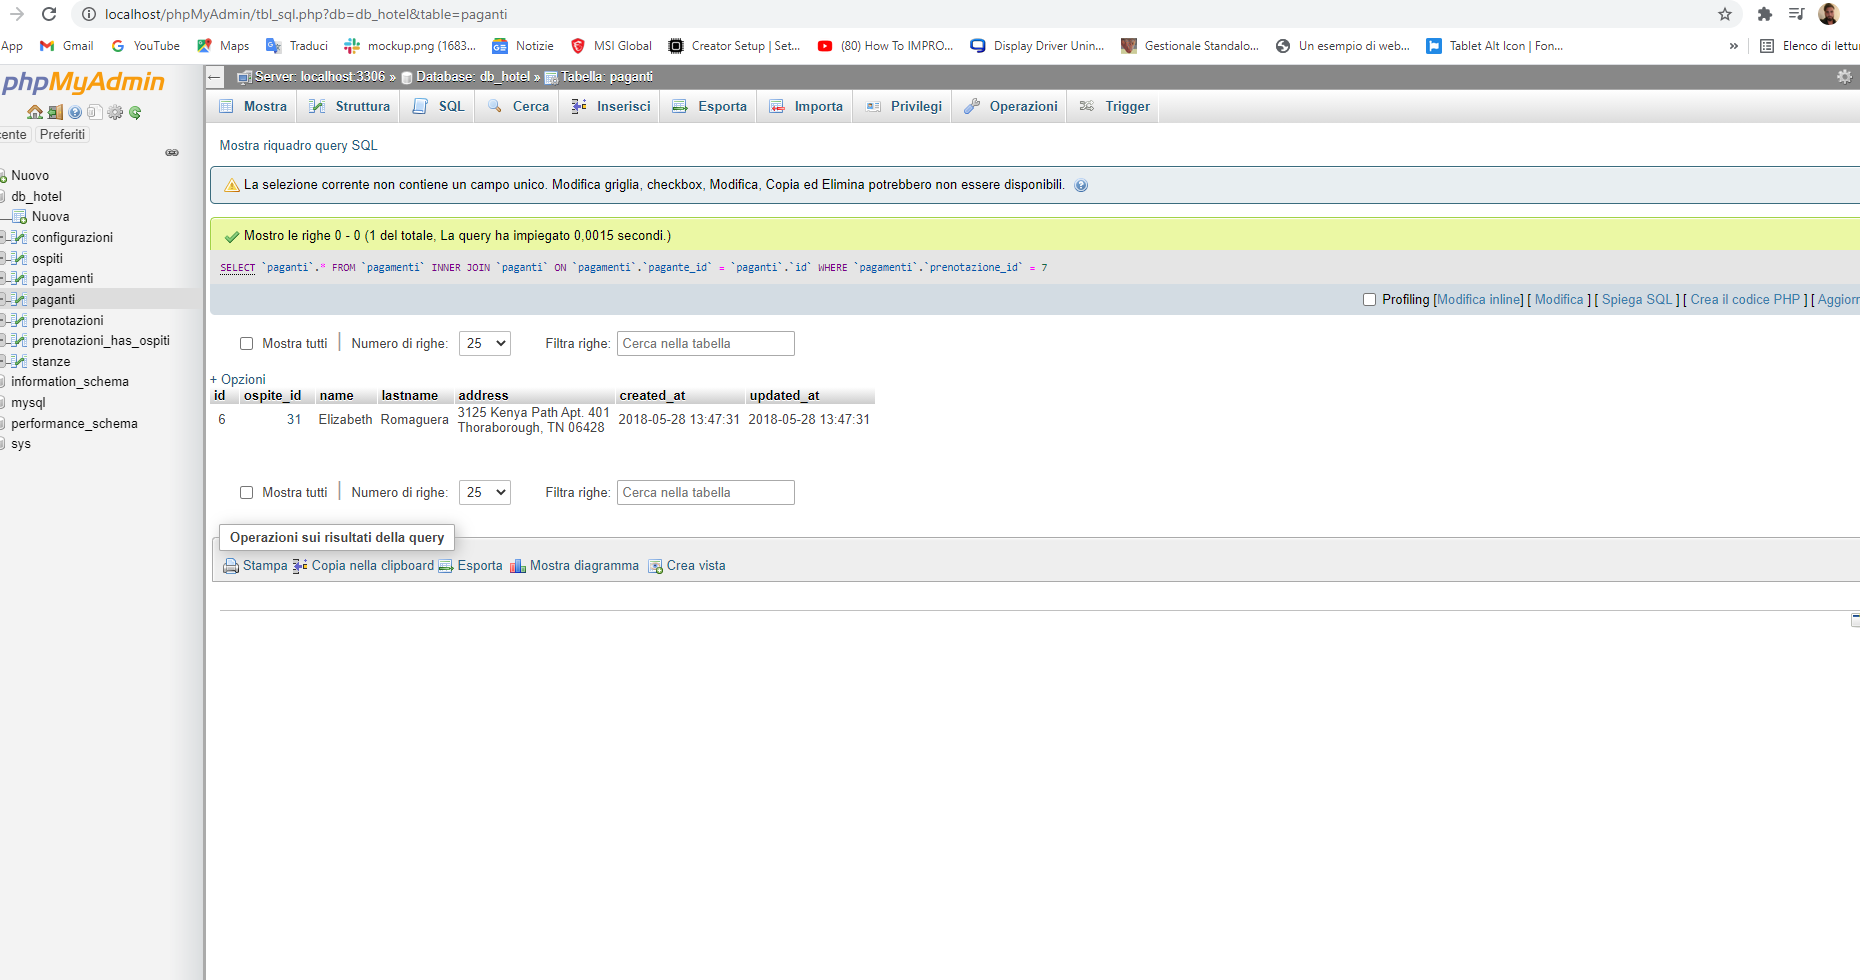 localhost/phpMyAdmin/tbl_sql.php?db=db_hotel&table=paganti
App Gmail YouTube Maps Traduci mockup.png (1683... Notizie MSI Global Creator Setup | Set... (80) How To IMPRO... Display Driver Unin... Gestionale Standalo... Un esempio di web... Tablet Alt Icon | Fon... » Elenco di lettu
phpMyAdmin
cente Preferiti
Nuovo
db_hotel
Nuova
configurazioni
ospiti
pagamenti
paganti
prenotazioni
prenotazioni_has_ospiti
stanze
information_schema
mysql
performance_schema
sys
Server: localhost:3306 » Database: db_hotel » Tabella: paganti
Mostra Struttura SQL Cerca Inserisci Esporta Importa Privilegi Operazioni Trigger
Mostra riquadro query SQL
La selezione corrente non contiene un campo unico. Modifica griglia, checkbox, Modifica, Copia ed Elimina potrebbero non essere disponibili.
Mostro le righe 0 - 0 (1 del totale, La query ha impiegato 0,0015 secondi.)
SELECT `paganti`.* FROM `pagamenti` INNER JOIN `paganti` ON `pagamenti`.`pagante_id` = `paganti`.`id` WHERE `pagamenti`.`prenotazione_id` = 7
Profiling [Modifica inline] [ Modifica ] [ Spiega SQL ] [ Crea il codice PHP ] [ Aggiorn
Mostra tutti | Numero di righe: 25 Filtra righe: Cerca nella tabella
+ Opzioni
id ospite_id name lastname address created_at updated_at
6 31 Elizabeth Romaguera 3125 Kenya Path Apt. 401 2018-05-28 13:47:31 2018-05-28 13:47:31
Thoraborough, TN 06428
Mostra tutti | Numero di righe: 25 Filtra righe: Cerca nella tabella
Operazioni sui risultati della query
Stampa Copia nella clipboard Esporta Mostra diagramma Crea vista